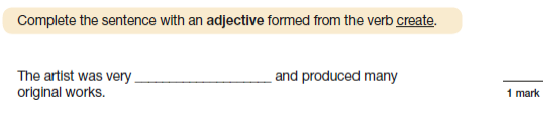 Complete the sentence with an adjective formed from the verb create.
The artist was very ____________________ and produced many
original works.
1 mark